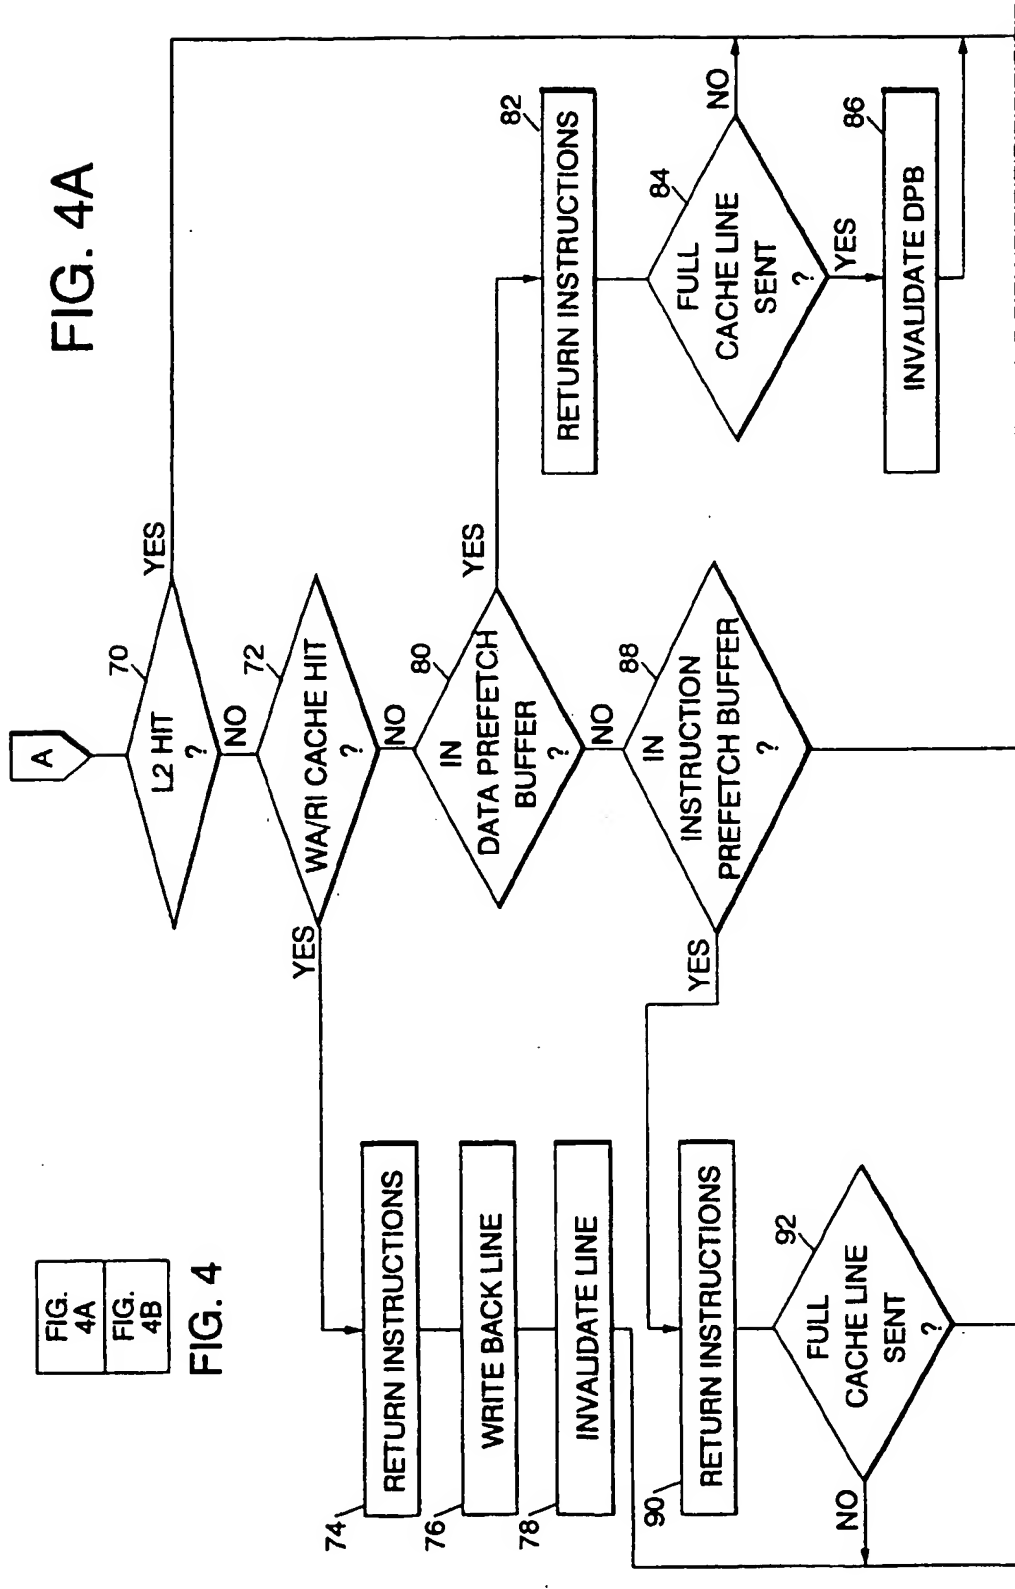 FIG. 4A
FIG.
4A
FIG.
4B
FIG. 4
A
70
L2 HIT
?
YES
NO
72
WA/RI CACHE HIT
?
YES
NO
74
RETURN INSTRUCTIONS
76
WRITE BACK LINE
78
INVALIDATE LINE
80
IN
DATA PREFETCH
BUFFER
?
YES
NO
82
RETURN INSTRUCTIONS
84
FULL
CACHE LINE
SENT
?
NO
YES
86
INVALIDATE DPB
88
IN
INSTRUCTION
PREFETCH BUFFER
?
YES
90
RETURN INSTRUCTIONS
92
FULL
CACHE LINE
SENT
?
NO